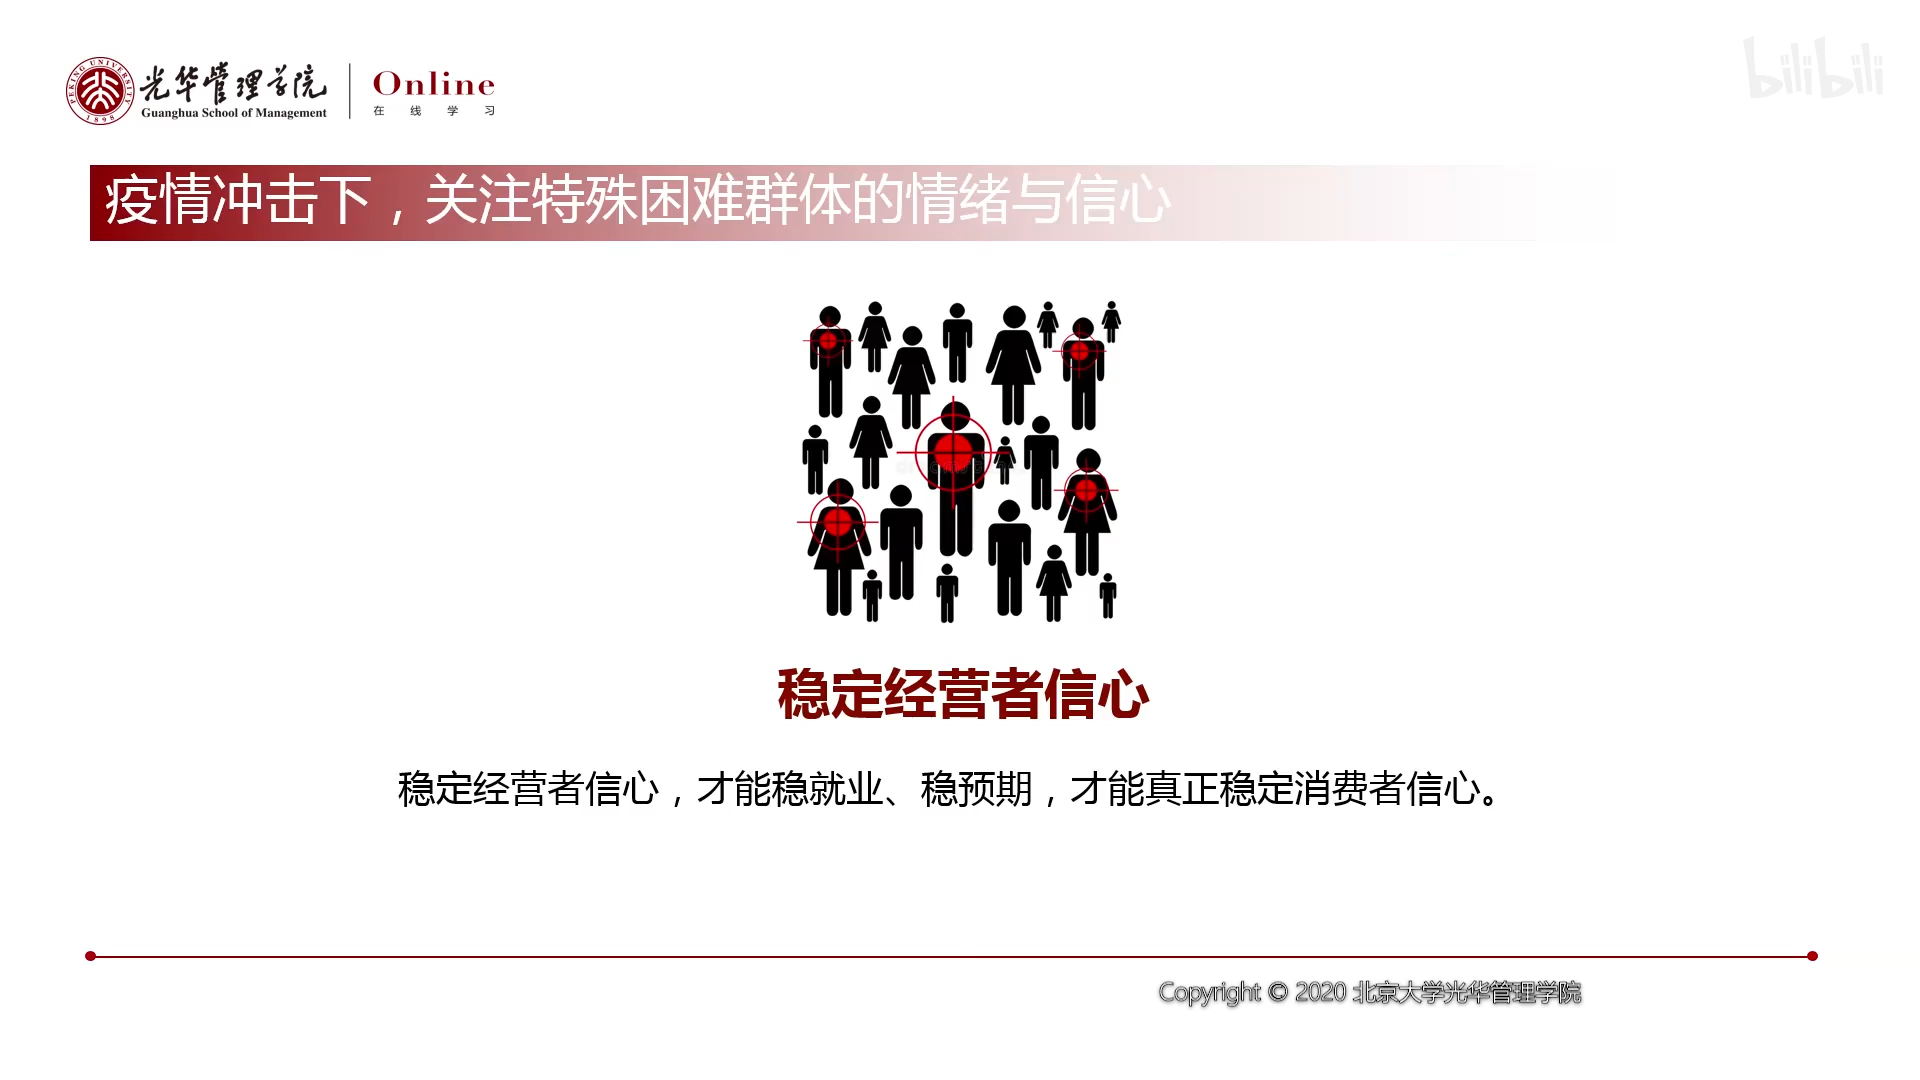 PEKING UNIVERSITY
1898
光华管理学院
Guanghua School of Management
Online
在线学习
bilibili
疫情冲击下，关注特殊困难群体的情绪与信心
稳定经营者信心
稳定经营者信心，才能稳就业、稳预期，才能真正稳定消费者信心。
Copyright © 2020 北京大学光华管理学院